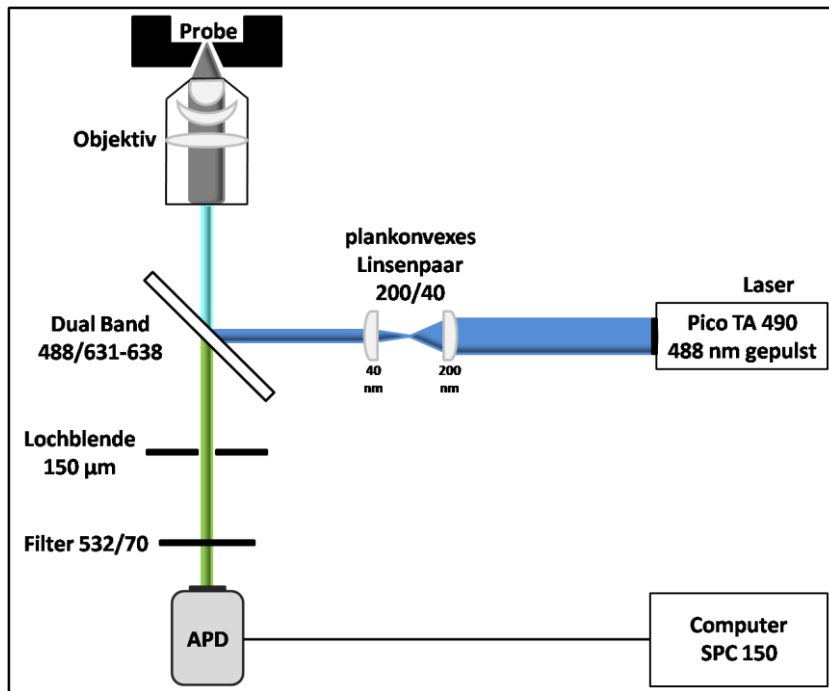 Probe
Objektiv
plankonvexes
Linsenpaar
200/40
Laser
Pico TA 490
488 nm gepulst
Dual Band
488/631-638
40
nm
200
nm
Lochblende
150 µm
Filter 532/70
APD
Computer
SPC 150